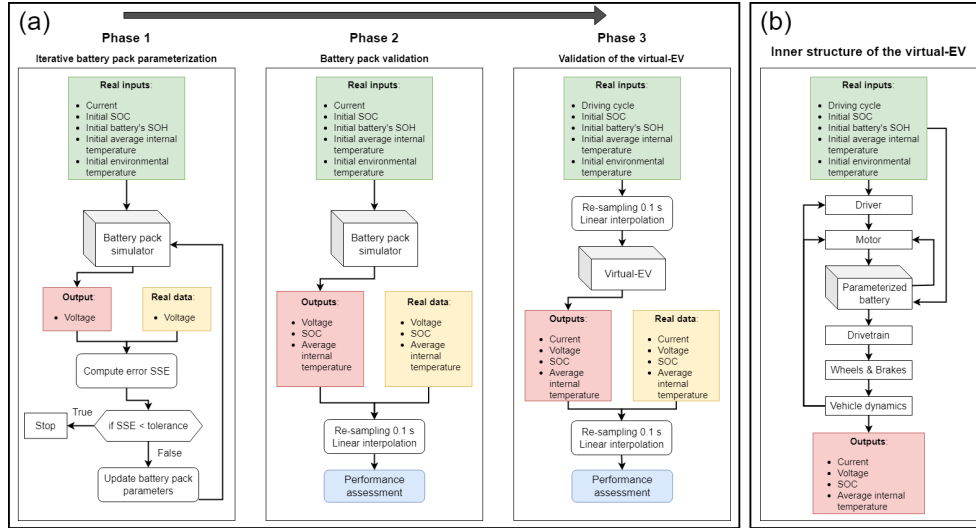 (a)
Phase 1
Iterative battery pack parameterization
Real inputs:
• Current
• Initial SOC
• Initial battery's SOH
• Initial average internal
temperature
• Initial environmental
temperature
Battery pack
simulator
Output:
• Voltage
Real data:
• Voltage
Compute error SSE
if SSE < tolerance
True
Stop
False
Update battery pack
parameters
Phase 2
Battery pack validation
Real inputs:
• Current
• Initial SOC
• Initial battery's SOH
• Initial average internal
temperature
• Initial environmental
temperature
Battery pack
simulator
Outputs:
• Voltage
• SOC
• Average
internal
temperature
Real data:
• Voltage
• SOC
• Average
internal
temperature
Re-sampling 0.1 s
Linear interpolation
Performance
assessment
Phase 3
Validation of the virtual-EV
Real inputs:
• Driving cycle
• Initial SOC
• Initial battery's SOH
• Initial average internal
temperature
• Initial environmental
temperature
Re-sampling 0.1 s
Linear interpolation
Virtual-EV
Outputs:
• Current
• Voltage
• SOC
• Average
internal
temperature
Real data:
• Current
• Voltage
• SOC
• Average
internal
temperature
Re-sampling 0.1 s
Linear interpolation
Performance
assessment
(b)
Inner structure of the virtual-EV
Real inputs:
• Driving cycle
• Initial SOC
• Initial battery's SOH
• Initial average internal
temperature
• Initial environmental
temperature
Driver
Motor
Parameterized
battery
Drivetrain
Wheels & Brakes
Vehicle dynamics
Outputs:
• Current
• Voltage
• SOC
• Average internal
temperature